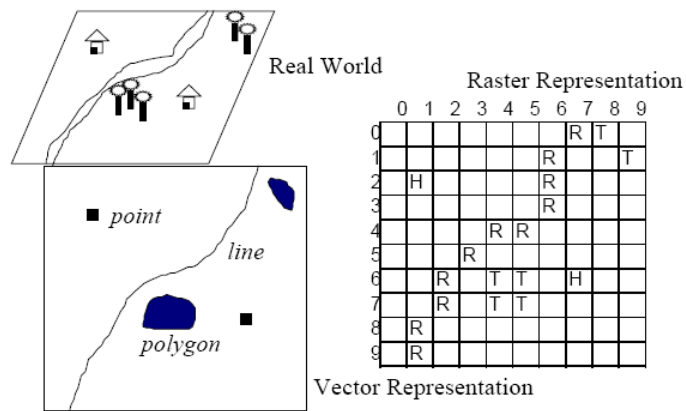 Real World
Raster Representation
0 1 2 3 4 5 6 7 8 9
0 R T
1 R T
2 H R
3 R
4 R R
5 R
6 R T T H
7 R T T
8 R
9 R
point
line
polygon
Vector Representation